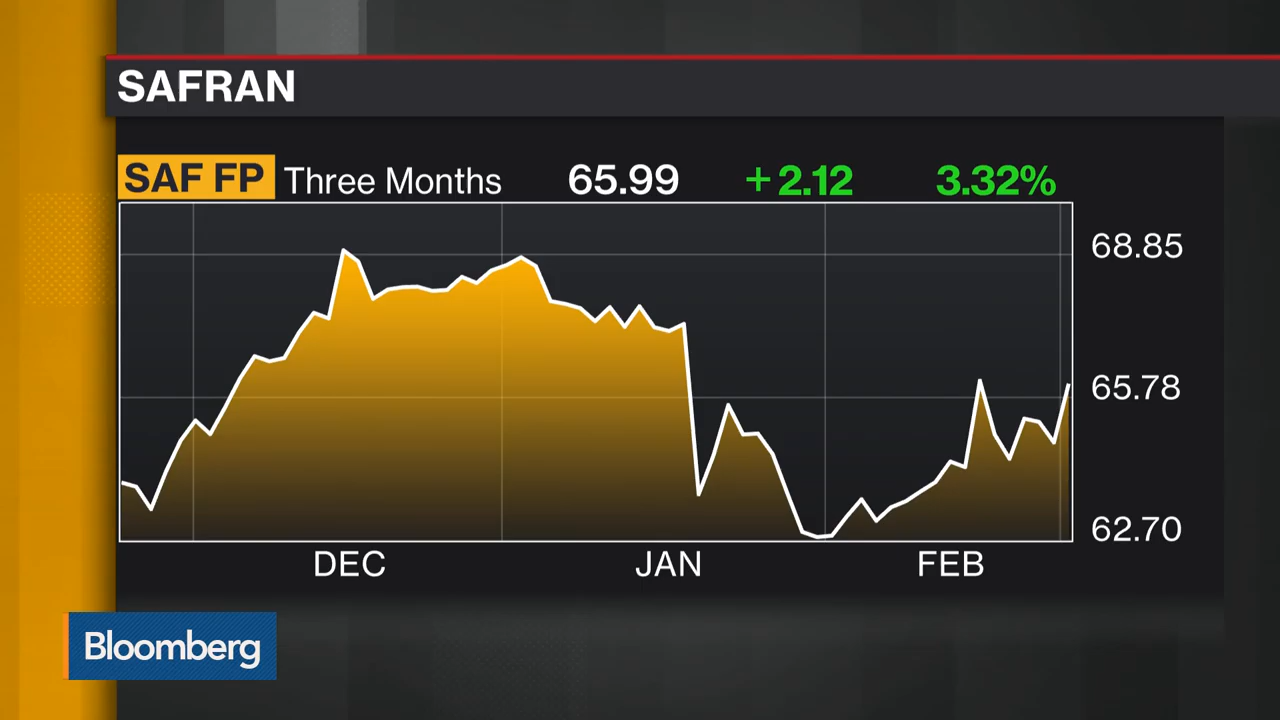 SAFRAN
SAF FP Three Months 65.99 +2.12 3.32%
68.85
65.78
62.70
DEC JAN FEB
Bloomberg